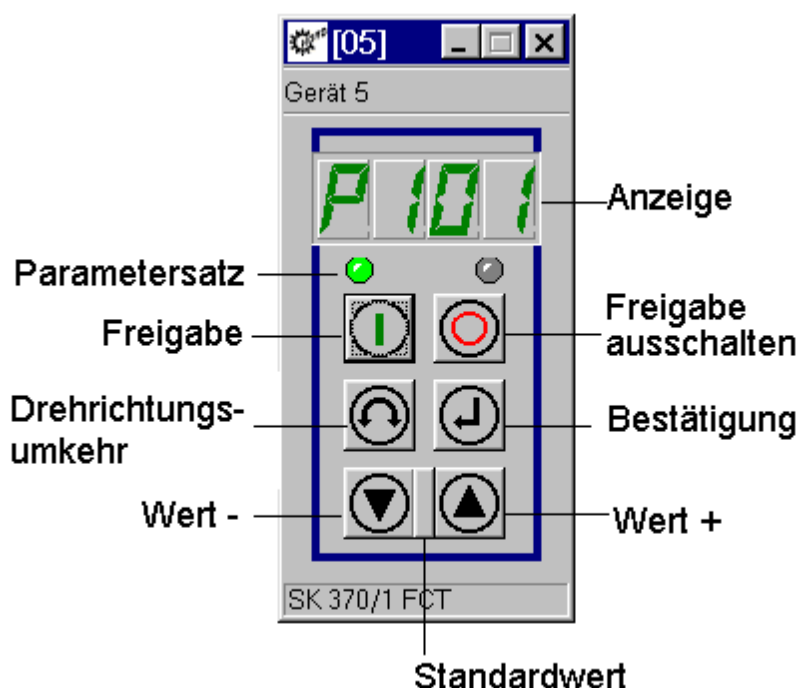 [05]
Gerät 5
P101
Anzeige
Parametersatz
Freigabe
Freigabe
ausschalten
Drehrichtungs-
umkehr
Bestätigung
Wert -
Wert +
SK 370/1 FCT
Standardwert